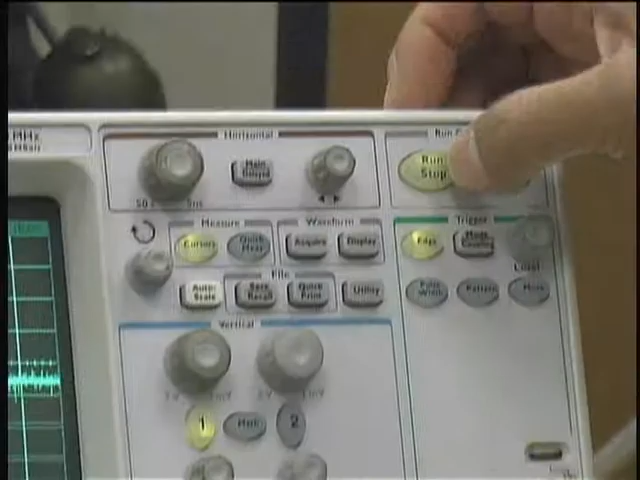 MHz
Horizontal
Run
Run
Stop
Main
Measure
Waveform
Trigger
Cursors
Quick
Meas
Acquire
Display
Edge
Mode
Coupling
File
Level
Auto
Scale
Save
Recall
Quick
Print
Utility
Pulse
Width
Pattern
More
Vertical
1
Math
2